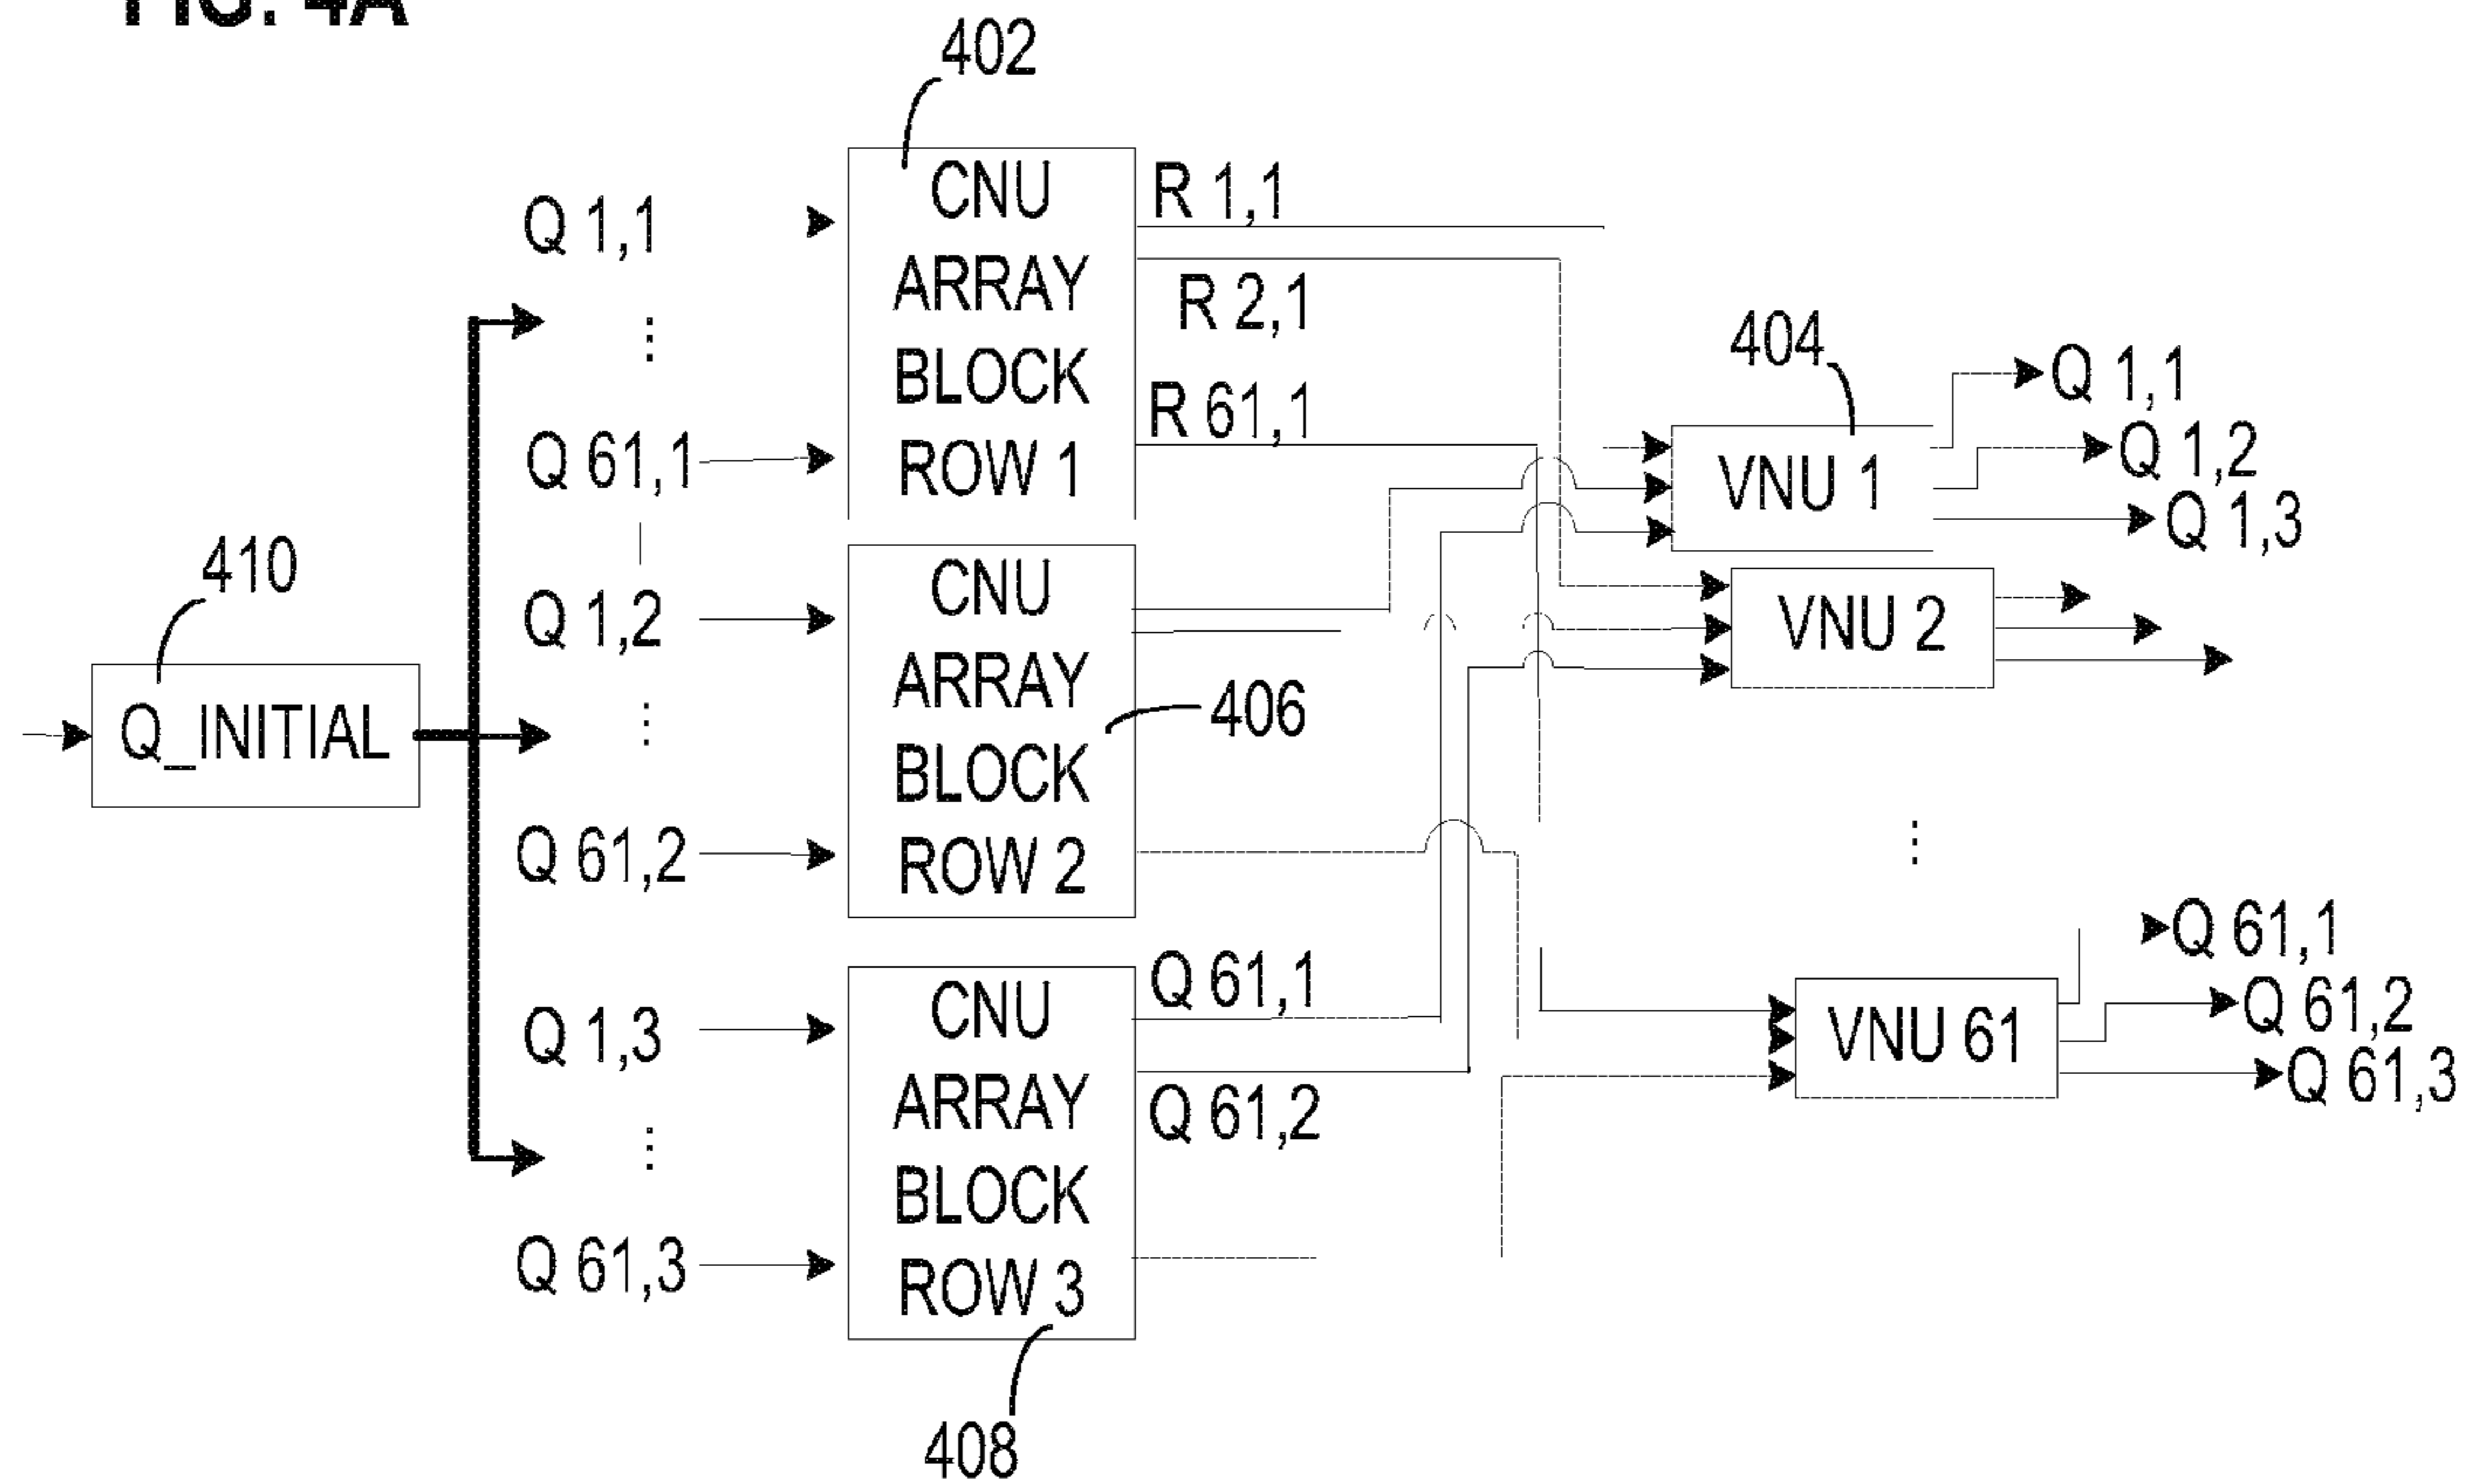 FIG. 4A
402
Q 1,1
⋮
Q 61,1
CNU
ARRAY
BLOCK
ROW 1
R 1,1
R 2,1
R 61,1
404
VNU 1
Q 1,1
Q 1,2
Q 1,3
410
Q_INITIAL
Q 1,2
⋮
Q 61,2
CNU
ARRAY
BLOCK
ROW 2
406
VNU 2
⋮
Q 1,3
⋮
Q 61,3
CNU
ARRAY
BLOCK
ROW 3
Q 61,1
Q 61,2
408
VNU 61
Q 61,1
Q 61,2
Q 61,3